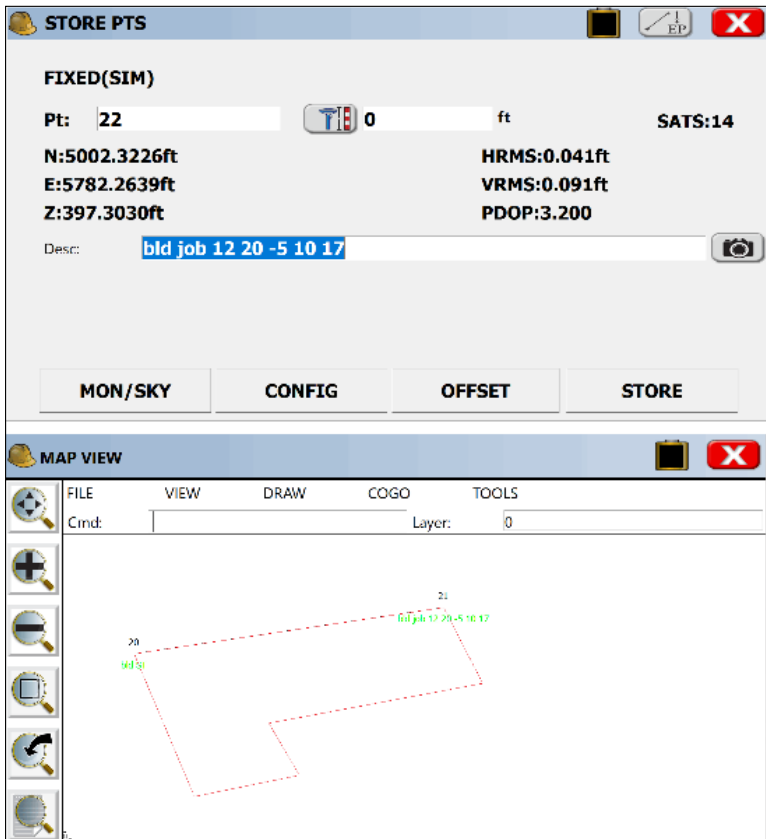 STORE PTS
EP
X
FIXED(SIM)
Pt: 22 0 ft SATS:14
N:5002.3226ft HRMS:0.041ft
E:5782.2639ft VRMS:0.091ft
Z:397.3030ft PDOP:3.200
Desc: bld job 12 20 -5 10 17
MON/SKY CONFIG OFFSET STORE
MAP VIEW
X
FILE VIEW DRAW COGO TOOLS
Cmd: Layer: 0
21
bld job 12 20 -5 10 17
20
bld